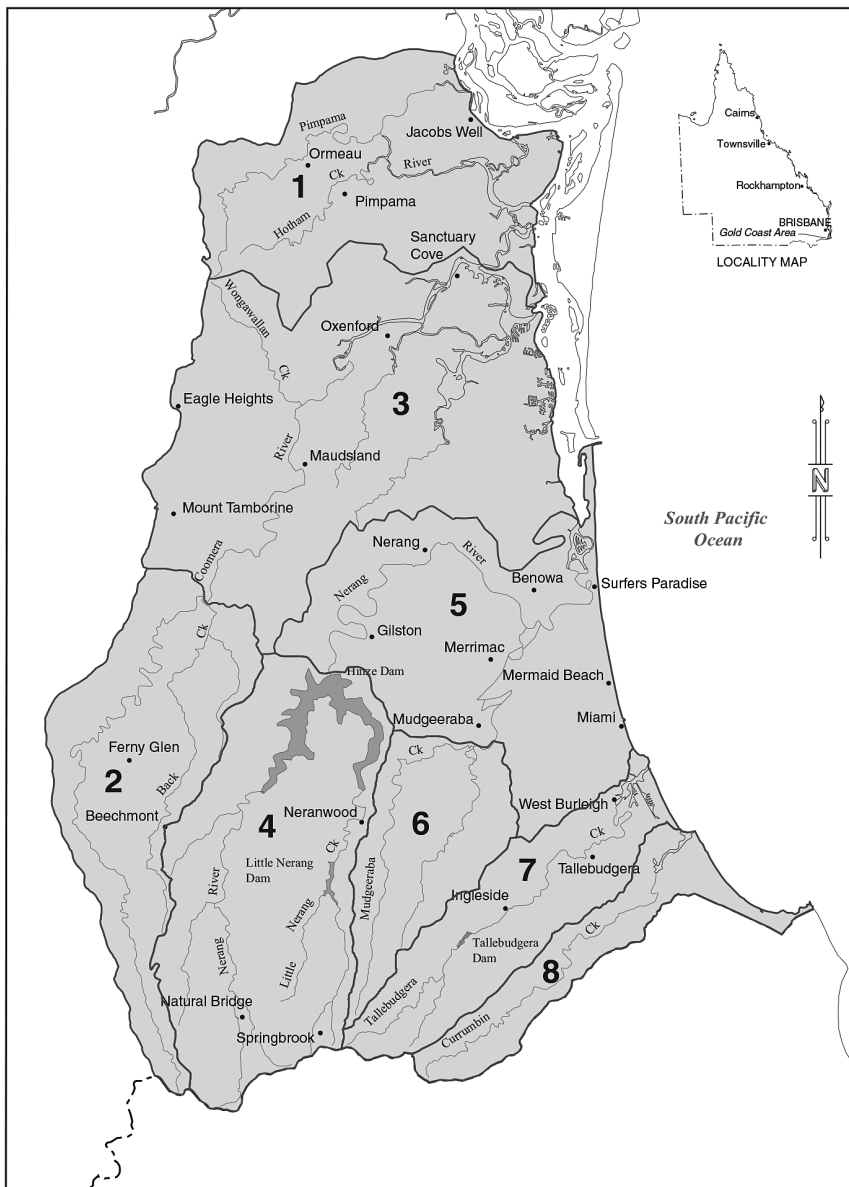 Pimpama
Jacobs Well
Ormeau
River
1
Ck
Pimpama
Hotham
Sanctuary
Cove
Wongawallan
Oxenford
Ck
Eagle Heights
3
River
Maudsland
Mount Tamborine
Coomera
Nerang
River
Nerang
Benowa
Surfers Paradise
5
Gilston
Ck
Merrimac
Hinze Dam
Mermaid Beach
Mudgeeraba
Miami
Ferny Glen
Ck
2
Back
Beechmont
Neranwood
West Burleigh
4
6
Ck
Ck
Little Nerang
Dam
7
Tallebudgera
River
Mudgeeraba
Ingleside
Nerang
Ck
Tallebudgera
Dam
Nerang
Little
8
Natural Bridge
Tallebudgera
Springbrook
Currumbin
Cairns
Townsville
Rockhampton
BRISBANE
Gold Coast Area
LOCALITY MAP
N
South Pacific
Ocean